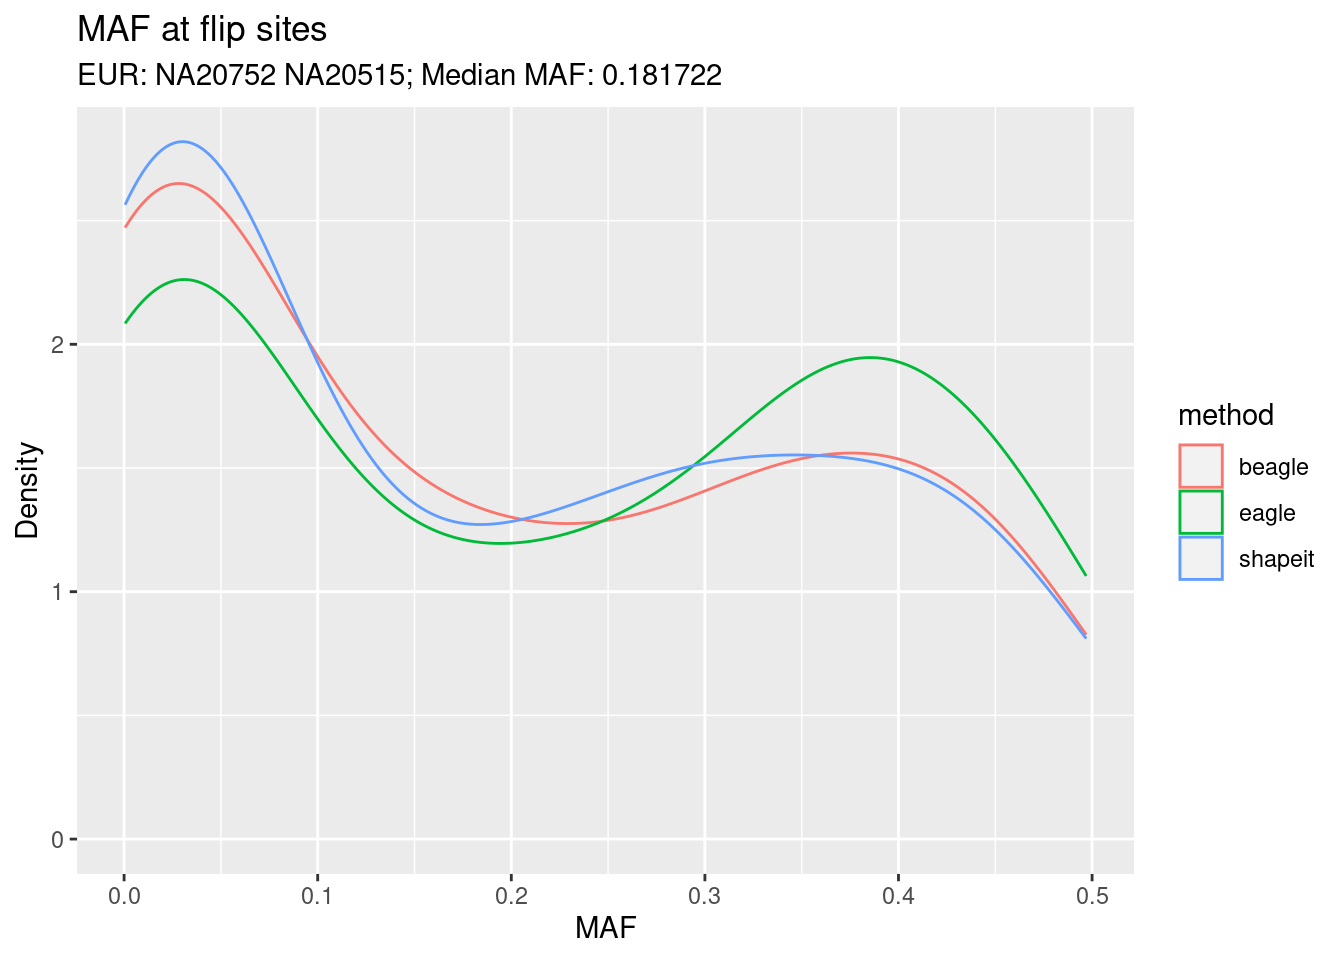 MAF at flip sites
EUR: NA20752 NA20515; Median MAF: 0.181722
Density
2
1
0
0.0 0.1 0.2 0.3 0.4 0.5
MAF
method
beagle
eagle
shapeit